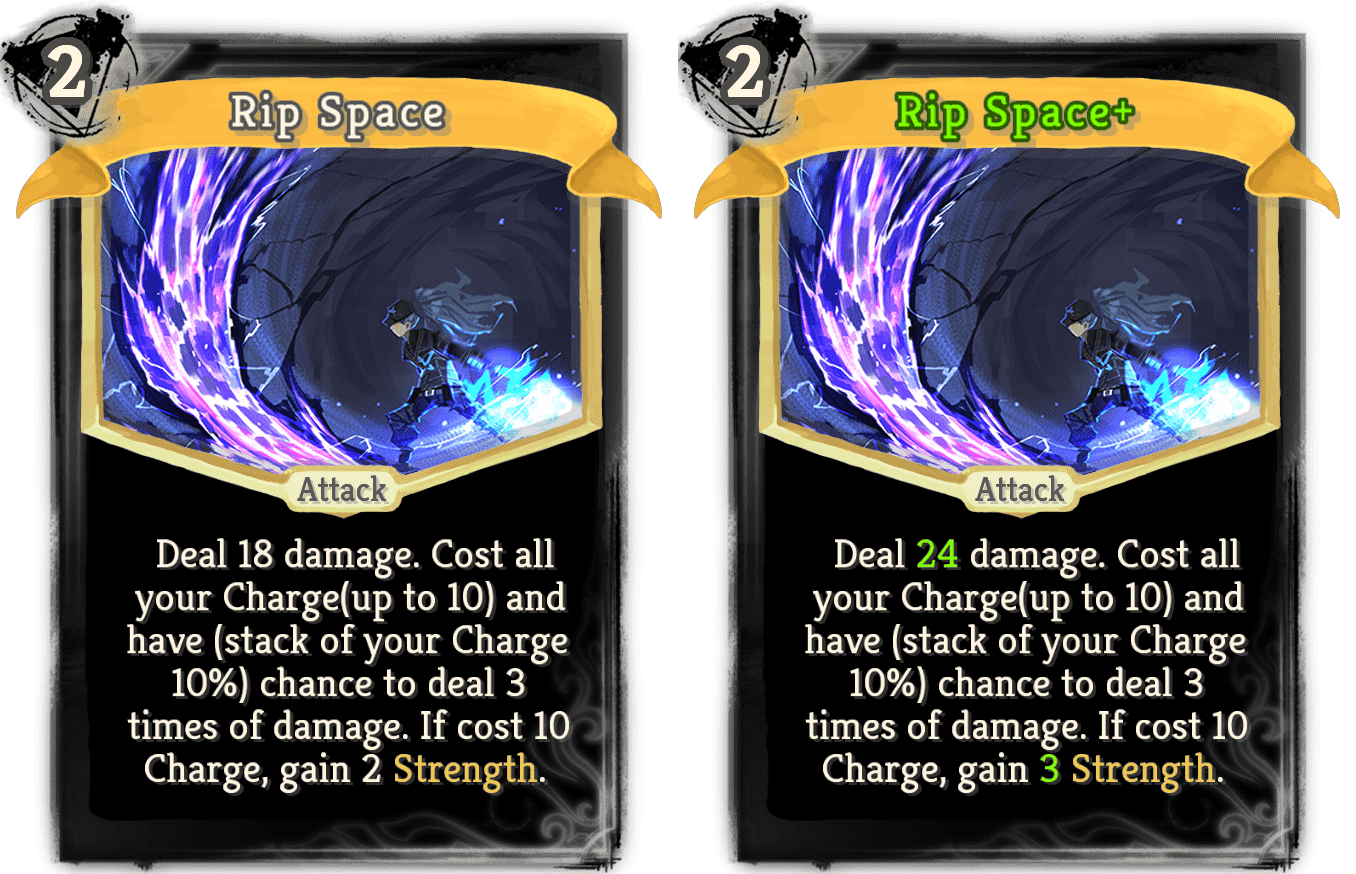 2
Rip Space
Attack
Deal 18 damage. Cost all
your Charge(up to 10) and
have (stack of your Charge
10%) chance to deal 3
times of damage. If cost 10
Charge, gain 2 Strength.
2
Rip Space+
Attack
Deal 24 damage. Cost all
your Charge(up to 10) and
have (stack of your Charge
10%) chance to deal 3
times of damage. If cost 10
Charge, gain 3 Strength.